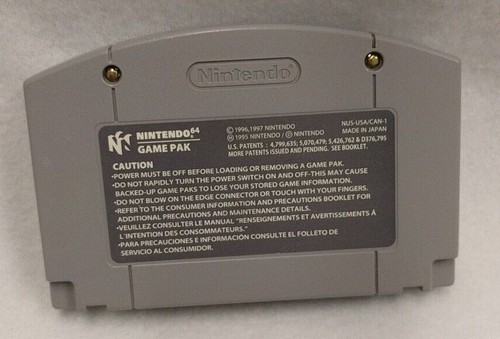 Nintendo
NINTENDO64
GAME PAK
© 1996,1997 NINTENDO
Ⓜ 1995 NINTENDO / Ⓟ NINTENDO
NUS-USA/CAN-1
MADE IN JAPAN
U.S. PATENTS : 4,799,635; 5,070,479; 5,426,762 & D376,795
MORE PATENTS ISSUED AND PENDING. SEE BOOKLET.
CAUTION
•POWER MUST BE OFF BEFORE LOADING OR REMOVING A GAME PAK.
•DO NOT RAPIDLY TURN THE POWER SWITCH ON AND OFF-THIS MAY CAUSE
BACKED-UP GAME PAKS TO LOSE YOUR STORED GAME INFORMATION.
•DO NOT BLOW ON THE EDGE CONNECTOR OR TOUCH WITH YOUR FINGERS.
•REFER TO THE CONSUMER INFORMATION AND PRECAUTIONS BOOKLET FOR
ADDITIONAL PRECAUTIONS AND MAINTENANCE DETAILS.
•VEUILLEZ CONSULTER LE MANUAL "RENSEIGNEMENTS ET AVERTISSEMENTS À
L'INTENTION DES CONSOMMATEURS."
•PARA PRECAUCIONES E INFORMACIÓN CONSULTE EL FOLLETO DE
SERVICIO AL CONSUMIDOR.